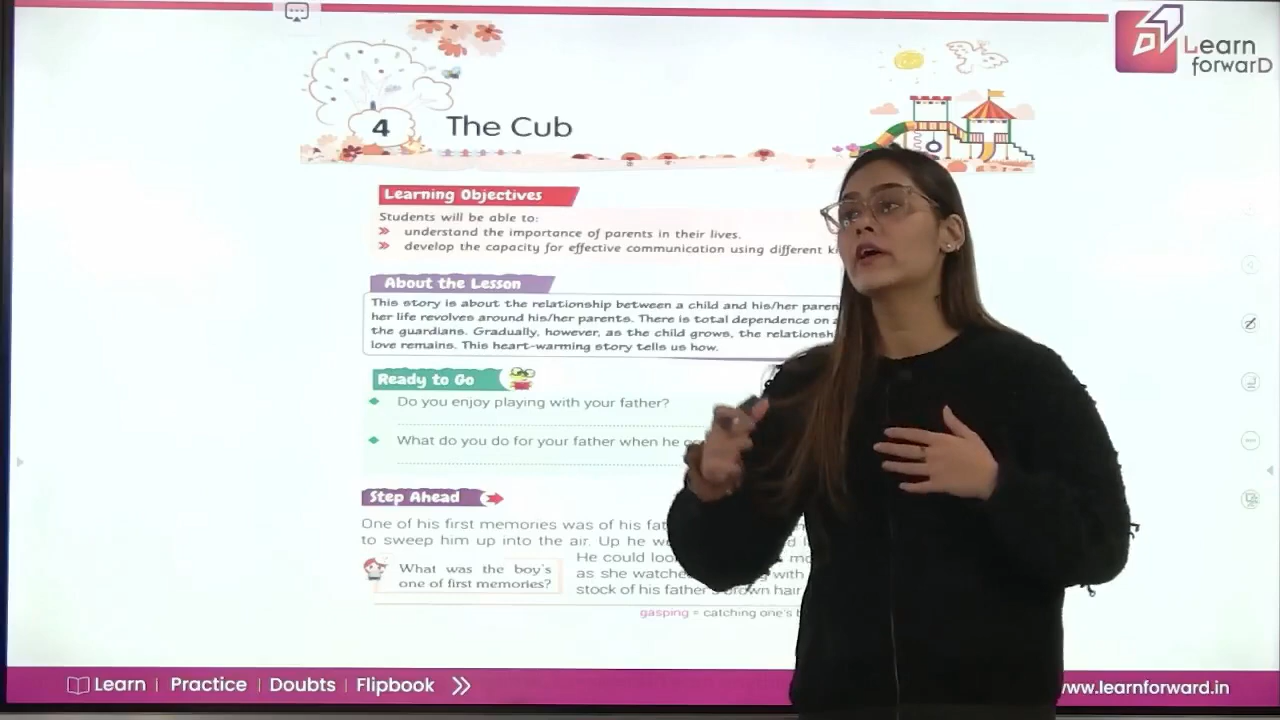 Learn
forwarD
4 The Cub
Learning Objectives
Students will be able to:
» understand the importance of parents in their lives.
» develop the capacity for effective communication using different
About the Lesson
This story is about the relationship between a child and his/her
her life revolves around his/her parents. There is total dependence on
the guardians. Gradually, however, as the child grows, the
love remains. This heart-warming story tells us how.
Ready to Go
Do you enjoy playing with your father?
What do you do for your father when he
Step Ahead
One of his first memories was of his
to sweep him up into the air. Up he
He could
What was the boy's
one of first memories?
as she with
stock of his father's brown hair
gasping = catching one's
Learn | Practice | Doubts | Flipbook »
www.learnforward.in